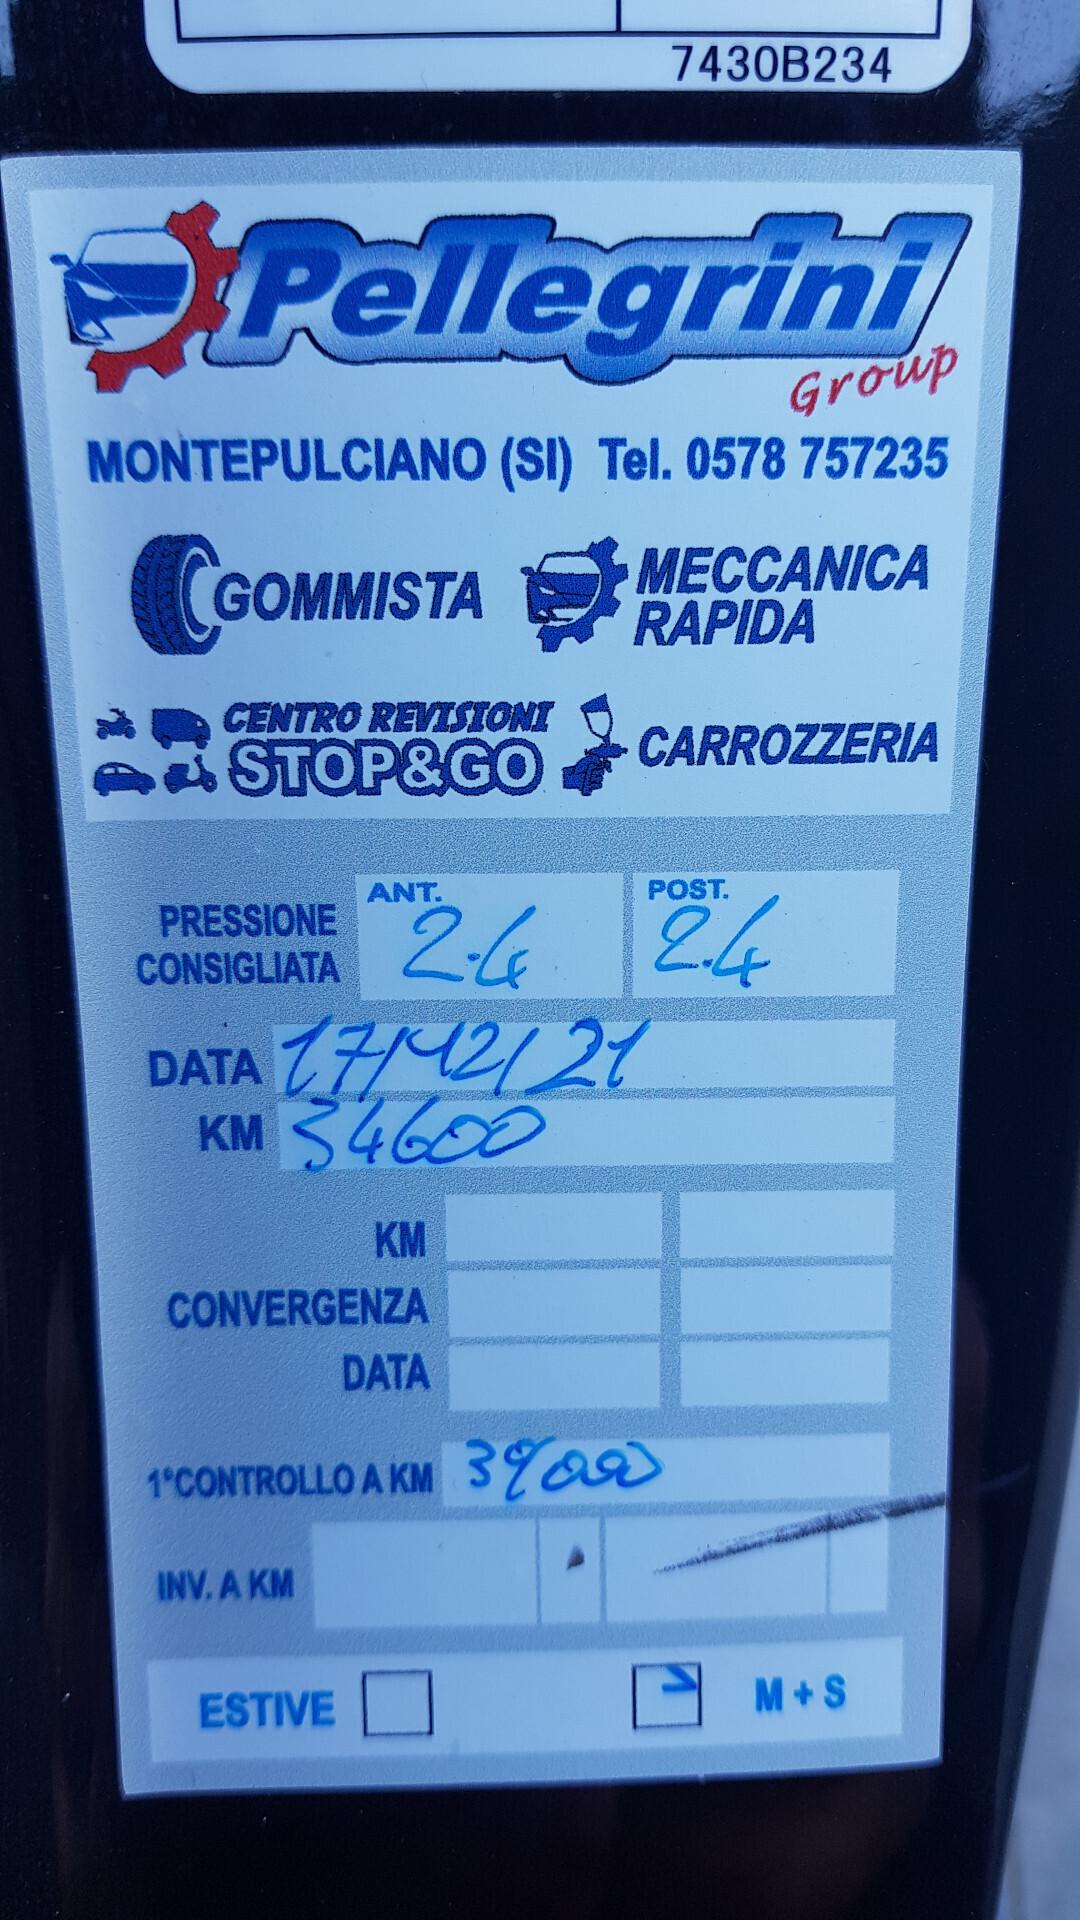 7430B234
Pellegrini
Group
MONTEPULCIANO (SI) Tel. 0578 757235
GOMMISTA
MECCANICA
RAPIDA
CENTRO REVISIONI
STOP&GO
CARROZZERIA
PRESSIONE
CONSIGLIATA
ANT.
2.4
POST.
2.4
DATA 17/12/21
KM 34600
KM
CONVERGENZA
DATA
1°CONTROLLO A KM 39000
INV. A KM
ESTIVE M + S